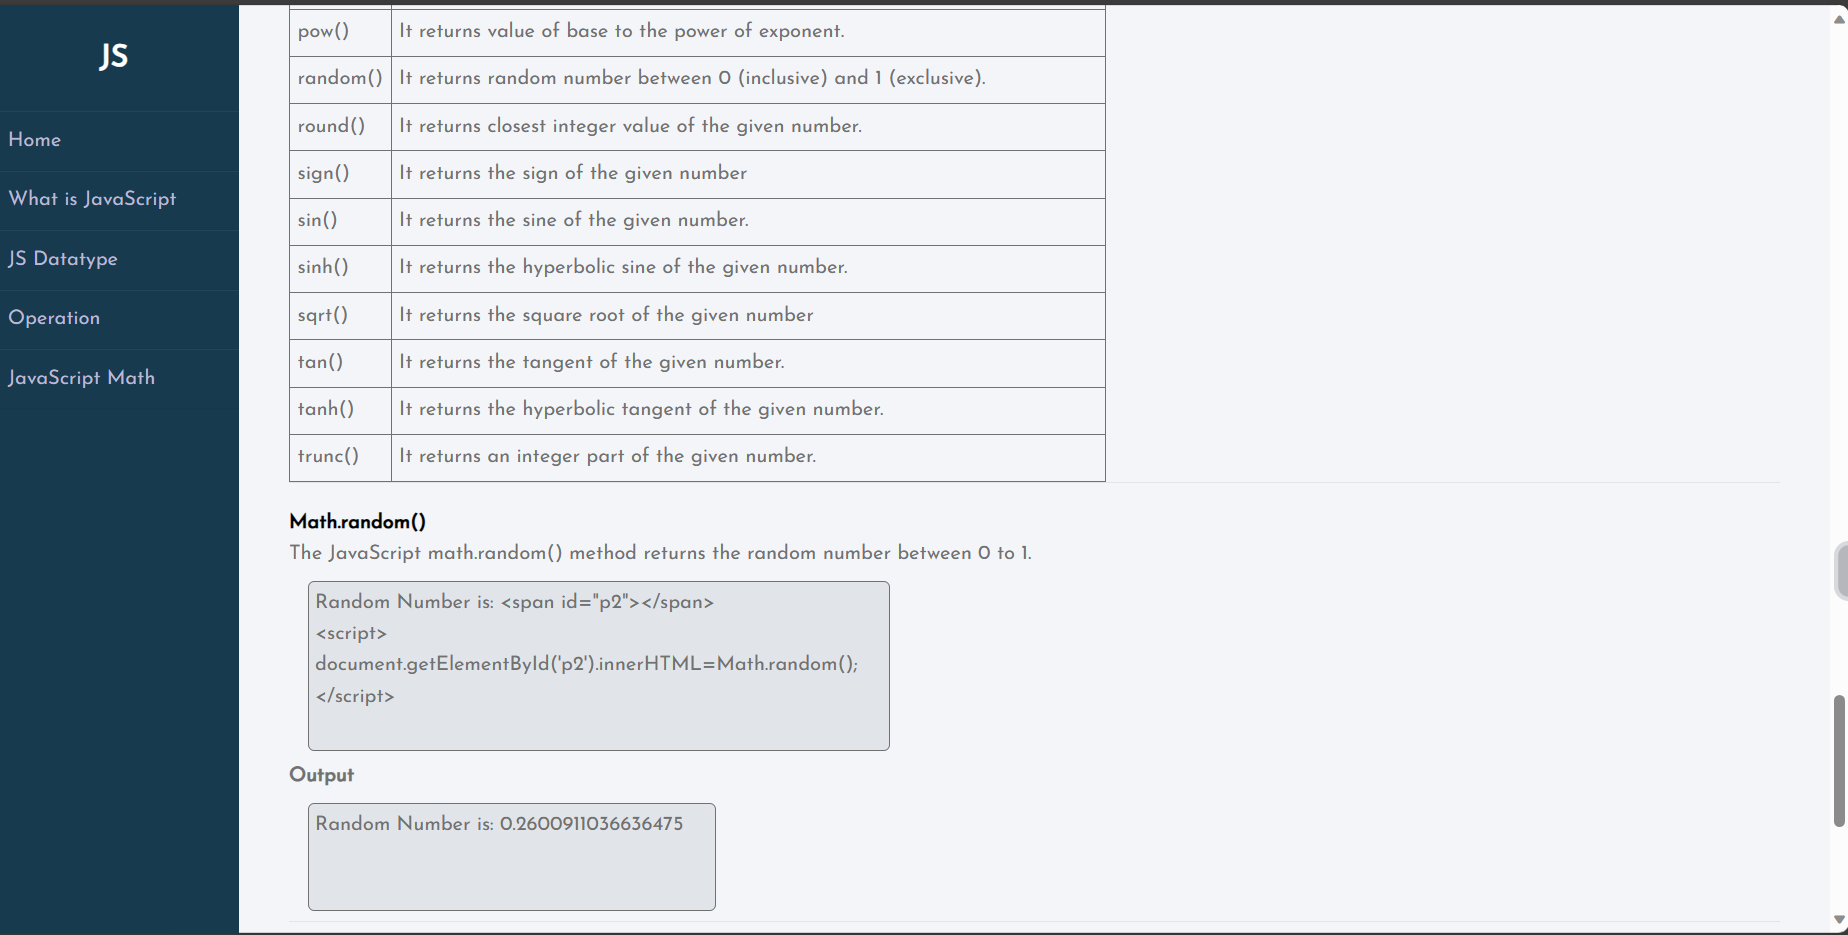 JS
Home
What is JavaScript
JS Datatype
Operation
JavaScript Math
pow() It returns value of base to the power of exponent.
random() It returns random number between 0 (inclusive) and 1 (exclusive).
round() It returns closest integer value of the given number.
sign() It returns the sign of the given number
sin() It returns the sine of the given number.
sinh() It returns the hyperbolic sine of the given number.
sqrt() It returns the square root of the given number
tan() It returns the tangent of the given number.
tanh() It returns the hyperbolic tangent of the given number.
trunc() It returns an integer part of the given number.
Math.random()
The JavaScript math.random() method returns the random number between 0 to 1.
Random Number is: <span id="p2"></span>
<script>
document.getElementById('p2').innerHTML=Math.random();
</script>
Output
Random Number is: 0.2600911036636475